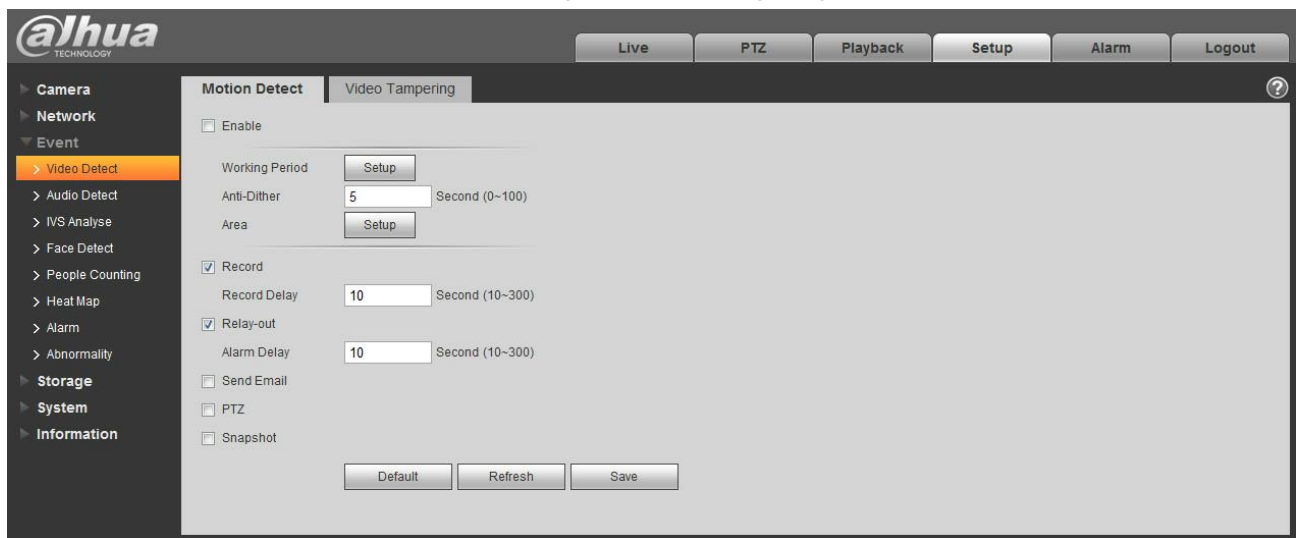 alhua
TECHNOLOGY
Live PTZ Playback Setup Alarm Logout
Camera
Network
Event
Video Detect
Audio Detect
IVS Analyse
Face Detect
People Counting
Heat Map
Alarm
Abnormality
Storage
System
Information
Motion Detect Video Tampering
?
Enable
Working Period Setup
Anti-Dither 5 Second (0~100)
Area Setup
Record
Record Delay 10 Second (10~300)
Relay-out
Alarm Delay 10 Second (10~300)
Send Email
PTZ
Snapshot
Default Refresh Save